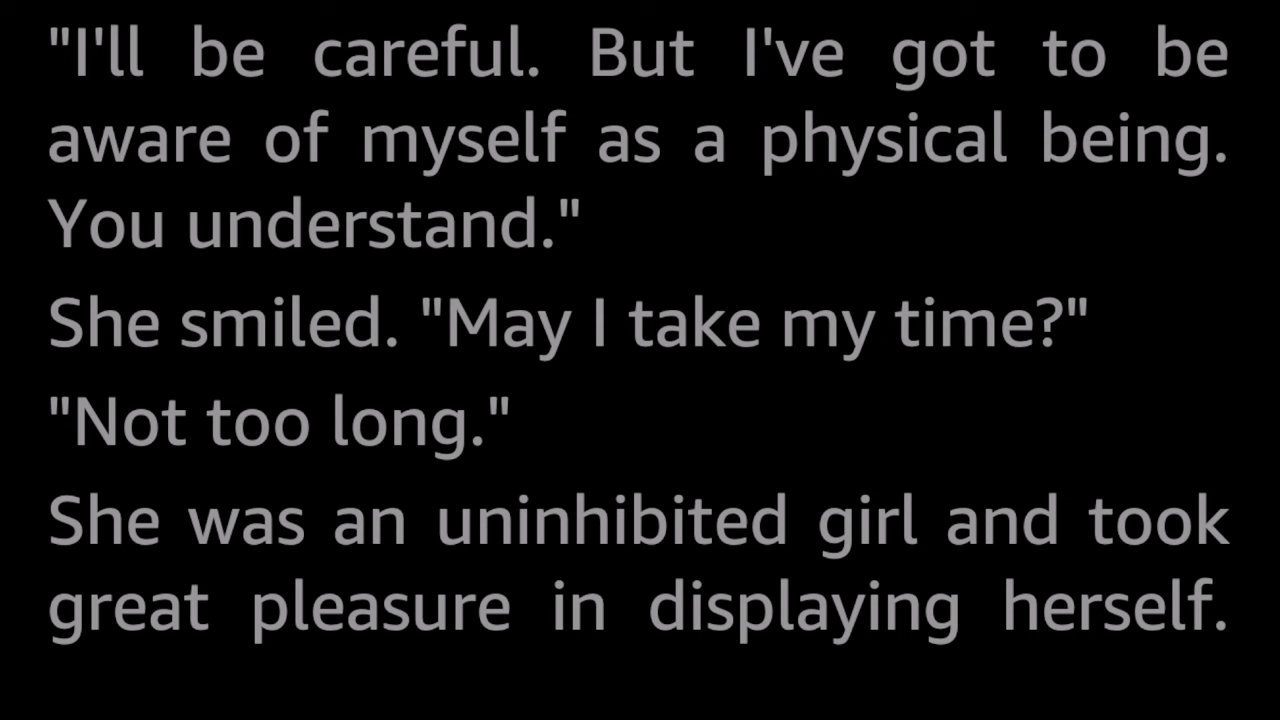 "I'll be careful. But I've got to be
aware of myself as a physical being.
You understand."
She smiled. "May I take my time?"
"Not too long."
She was an uninhibited girl and took
great pleasure in displaying herself.